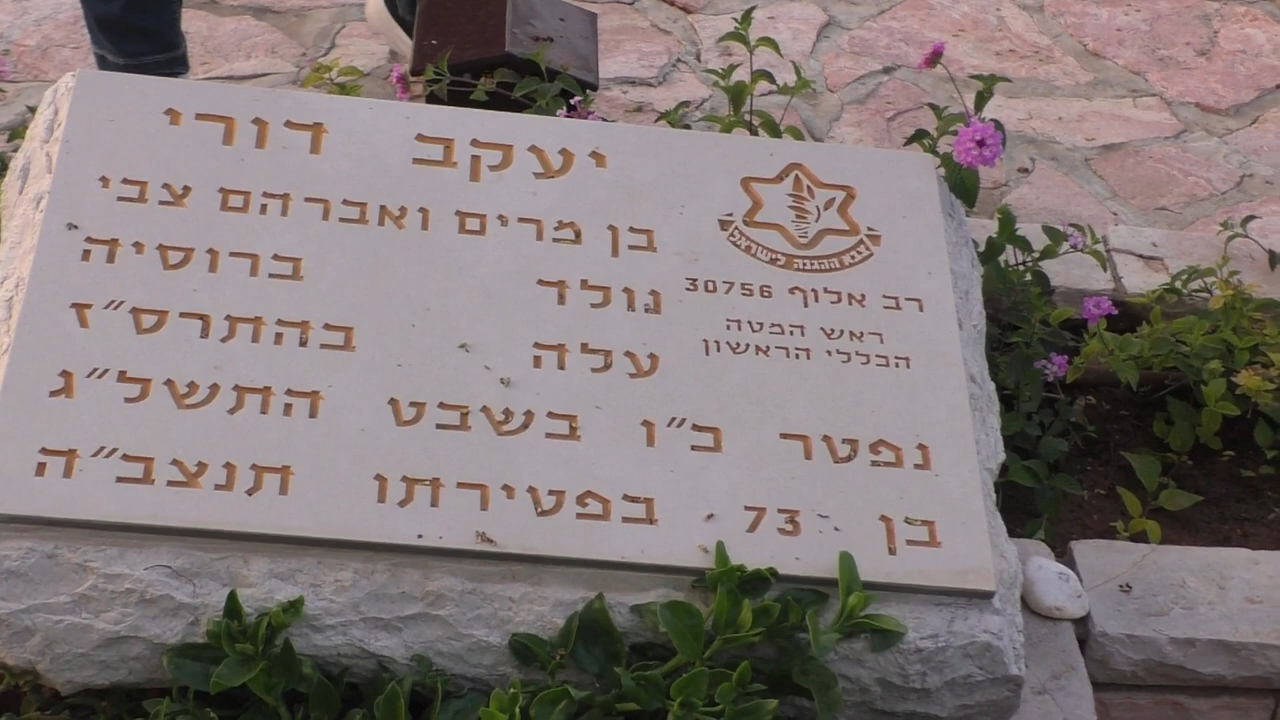 יעקב דורי
בן מרים ואברהם צבי
נולד ברוסיה
עלה בהתרס״ז
צבא ההגנה לישראל
רב אלוף 30756
ראש המטה
הכללי הראשון
נפטר כ״ו בשבט התשל״ג
בן 73 בפטירתו תנצב״ה